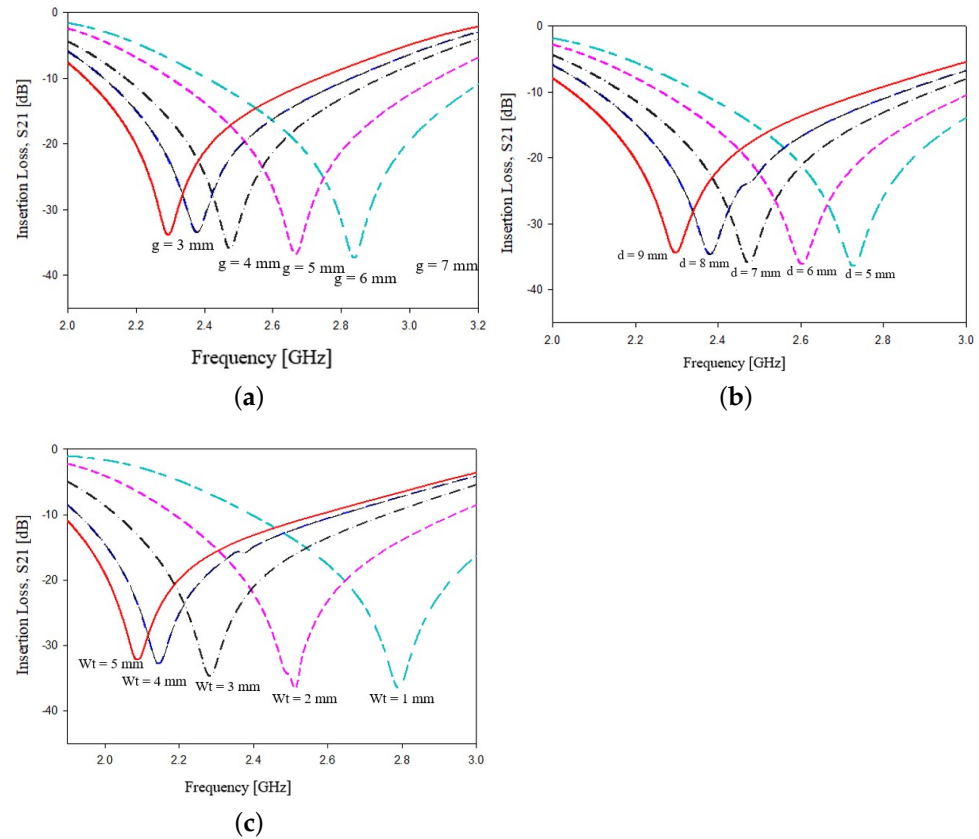 0
-10
-20
-30
-40
Insertion Loss, S21 [dB]
g = 3 mm
g = 4 mm
g = 5 mm
g = 6 mm
g = 7 mm
2.0 2.2 2.4 2.6 2.8 3.0 3.2
Frequency [GHz]
(a)
0
-10
-20
-30
-40
Insertion Loss, S21 [dB]
d = 9 mm
d = 8 mm
d = 7 mm
d = 6 mm
d = 5 mm
2.0 2.2 2.4 2.6 2.8 3.0
Frequency [GHz]
(b)
0
-10
-20
-30
-40
Insertion Loss, S21 [dB]
Wt = 5 mm
Wt = 4 mm
Wt = 3 mm
Wt = 2 mm
Wt = 1 mm
2.0 2.2 2.4 2.6 2.8 3.0
Frequency [GHz]
(c)